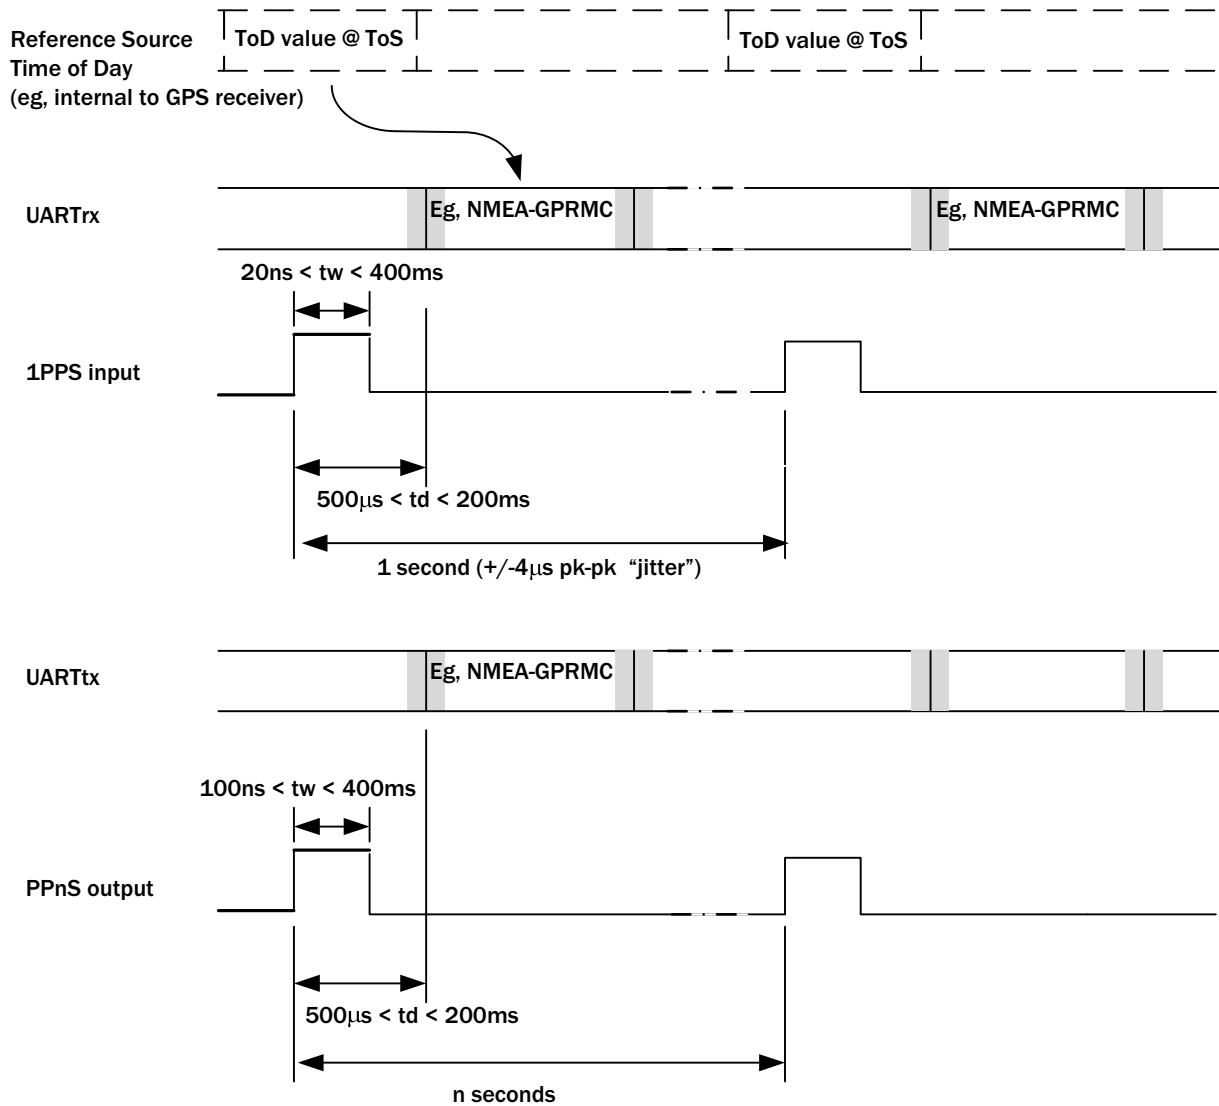 Reference Source
Time of Day
(eg, internal to GPS receiver)
ToD value @ ToS
ToD value @ ToS
UARTrx
Eg, NMEA-GPRMC
Eg, NMEA-GPRMC
20ns < tw < 400ms
1PPS input
500μs < td < 200ms
1 second (+/-4μs pk-pk “jitter”)
UARTtx
Eg, NMEA-GPRMC
100ns < tw < 400ms
PPnS output
500μs < td < 200ms
n seconds